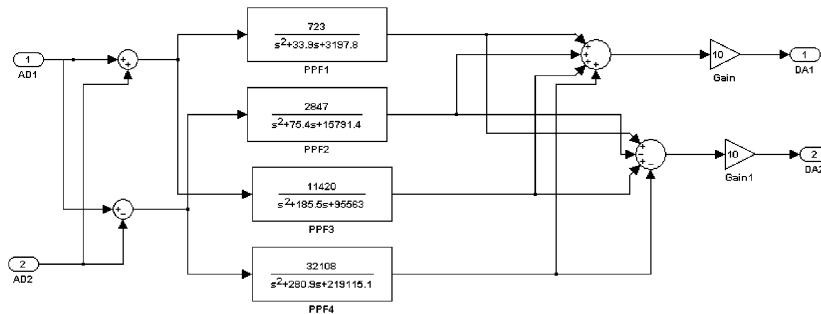 723
s²+33.9s+3197.8
PPF1
1
AD1
+
+
+
+
+
+
10
Gain
1
DA1
2847
s²+75.4s+15791.4
PPF2
+
-
+
-
10
Gain1
2
DA2
11420
s²+185.5s+95563
PPF3
+
-
2
AD2
32108
s²+280.9s+219115.1
PPF4